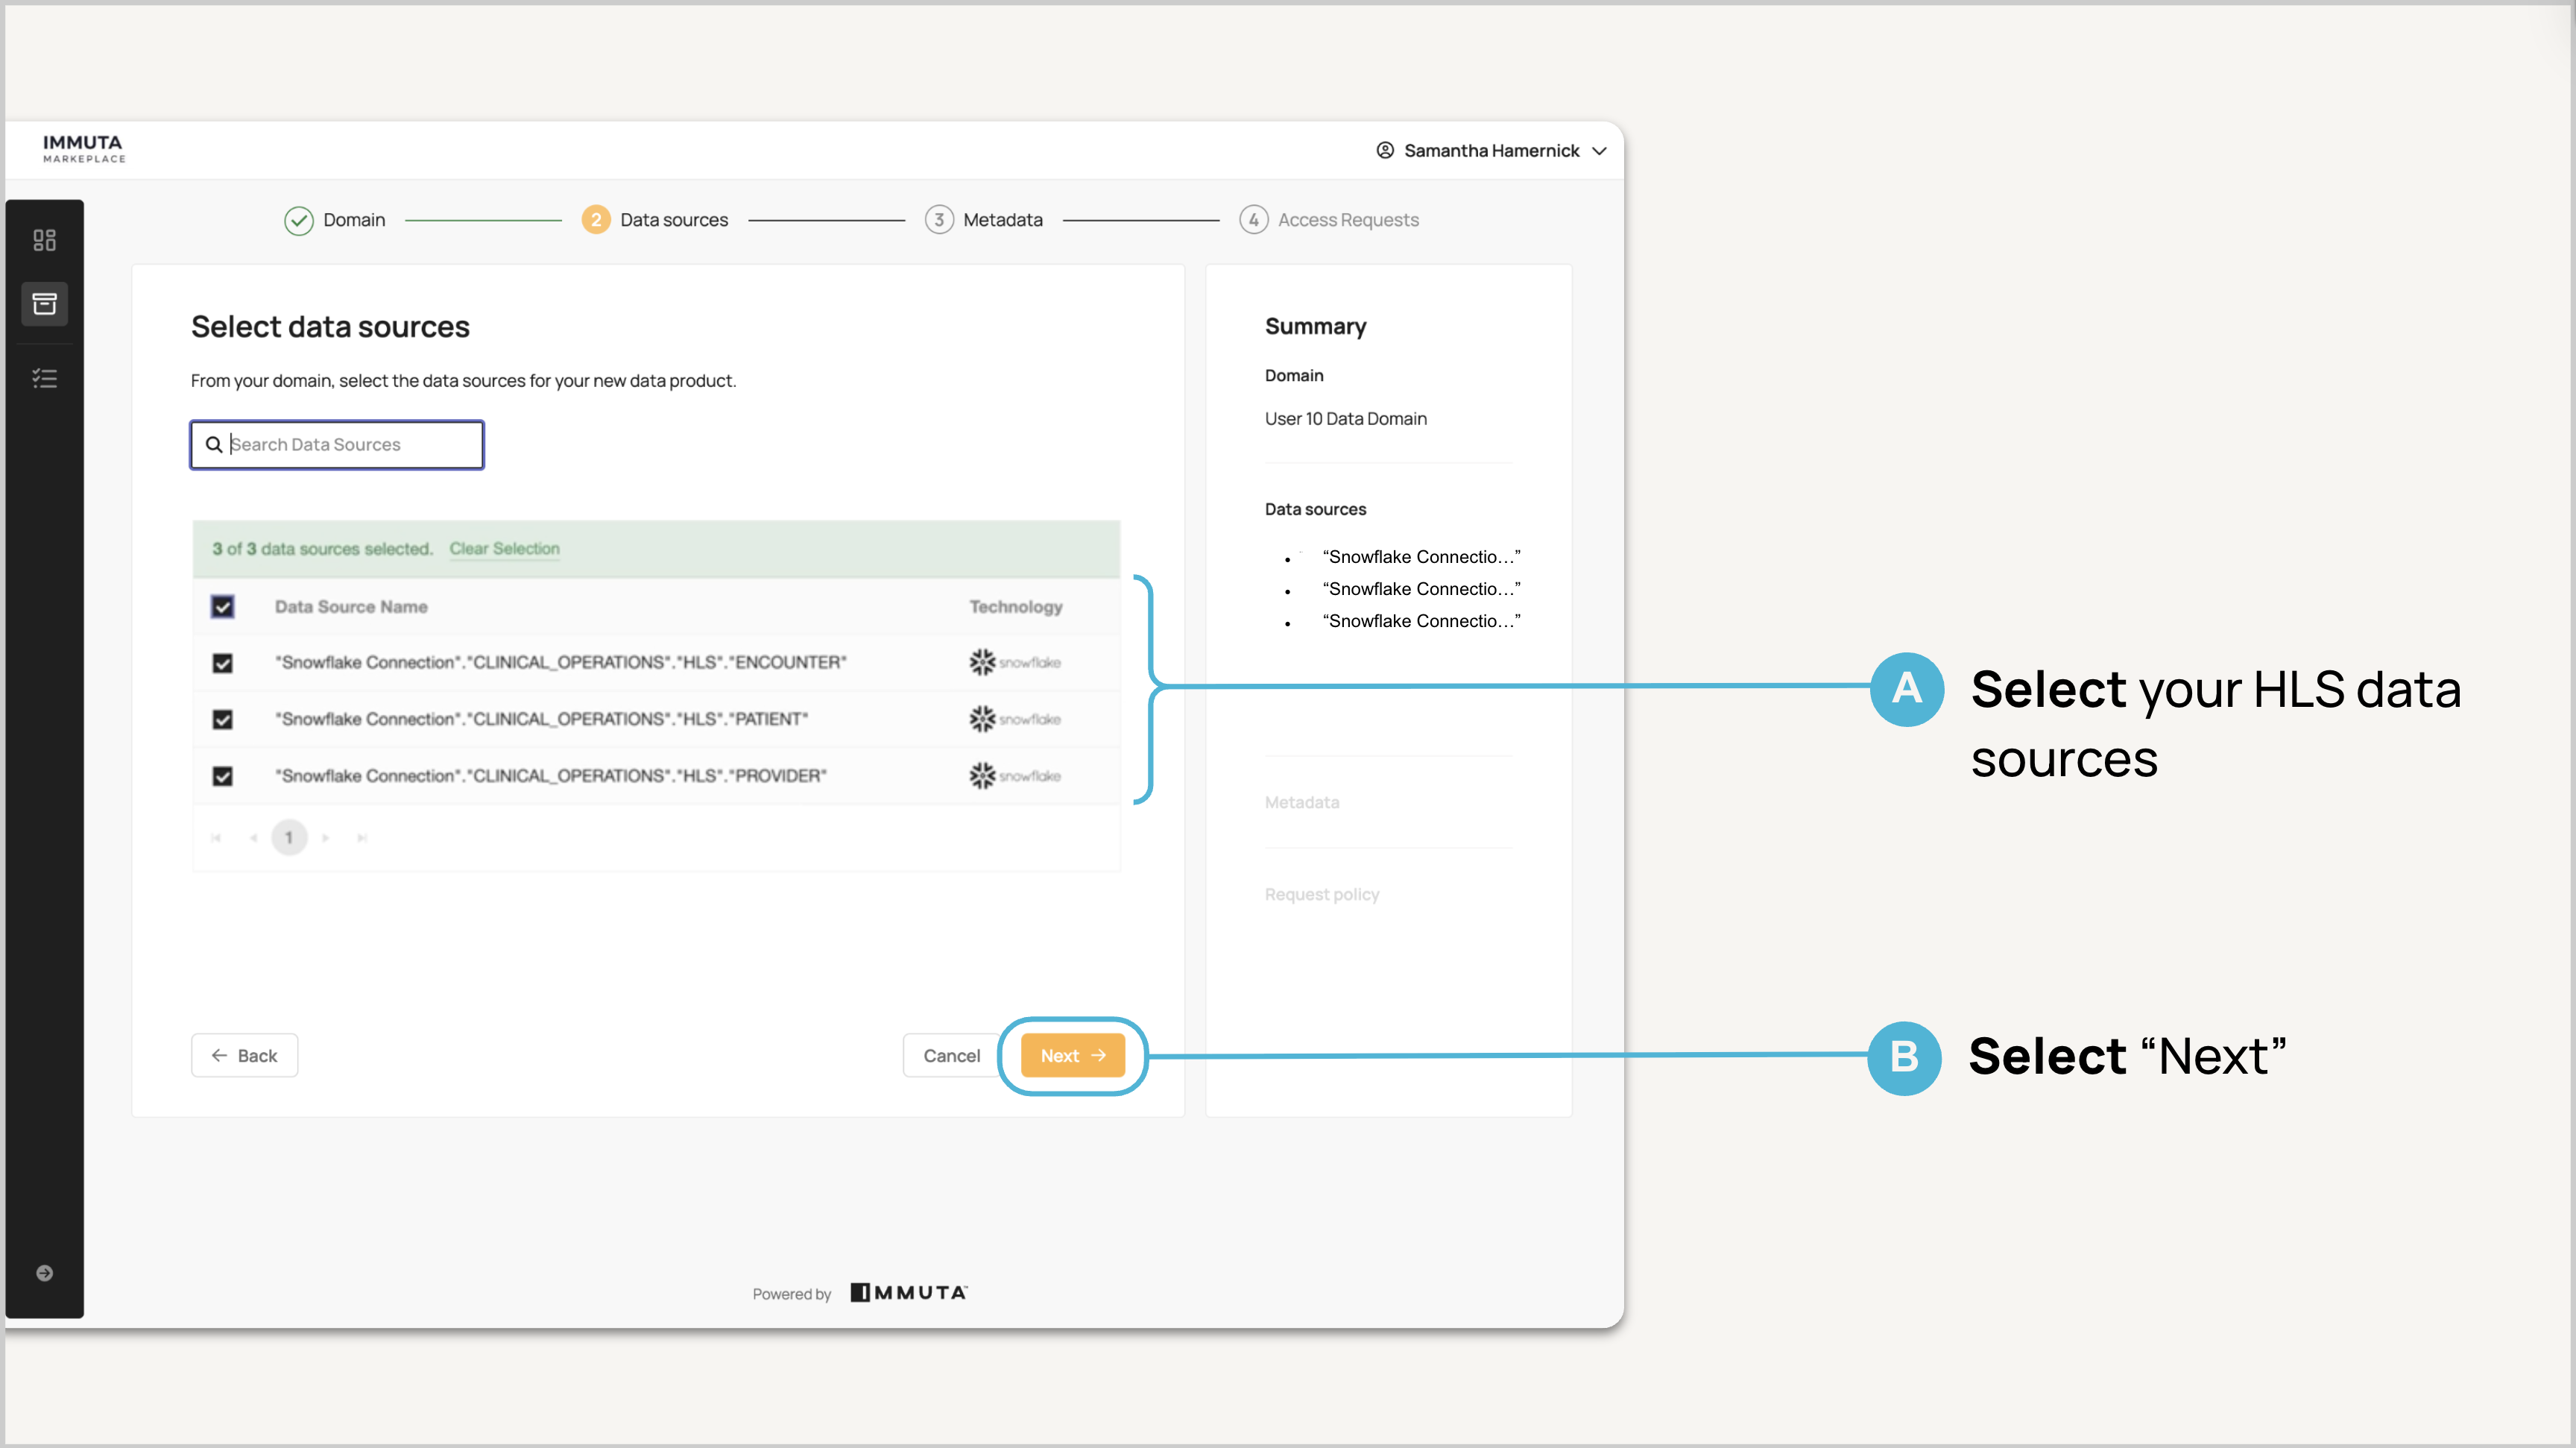 IMMUTA
MARKEPLACE
Samantha Hamernick
Domain
2 Data sources
3 Metadata
4 Access Requests
Select data sources
From your domain, select the data sources for your new data product.
Search Data Sources
3 of 3 data sources selected. Clear Selection
Data Source Name Technology
"Snowflake Connection"."CLINICAL_OPERATIONS"."HLS"."ENCOUNTER" snowflake
"Snowflake Connection"."CLINICAL_OPERATIONS"."HLS"."PATIENT" snowflake
"Snowflake Connection"."CLINICAL_OPERATIONS"."HLS"."PROVIDER" snowflake
1
Back
Cancel
Next
Summary
Domain
User 10 Data Domain
Data sources
• “Snowflake Connectio...”
• “Snowflake Connectio...”
• “Snowflake Connectio...”
Metadata
Request policy
Powered by IMMUTA
A Select your HLS data
sources
B Select “Next”